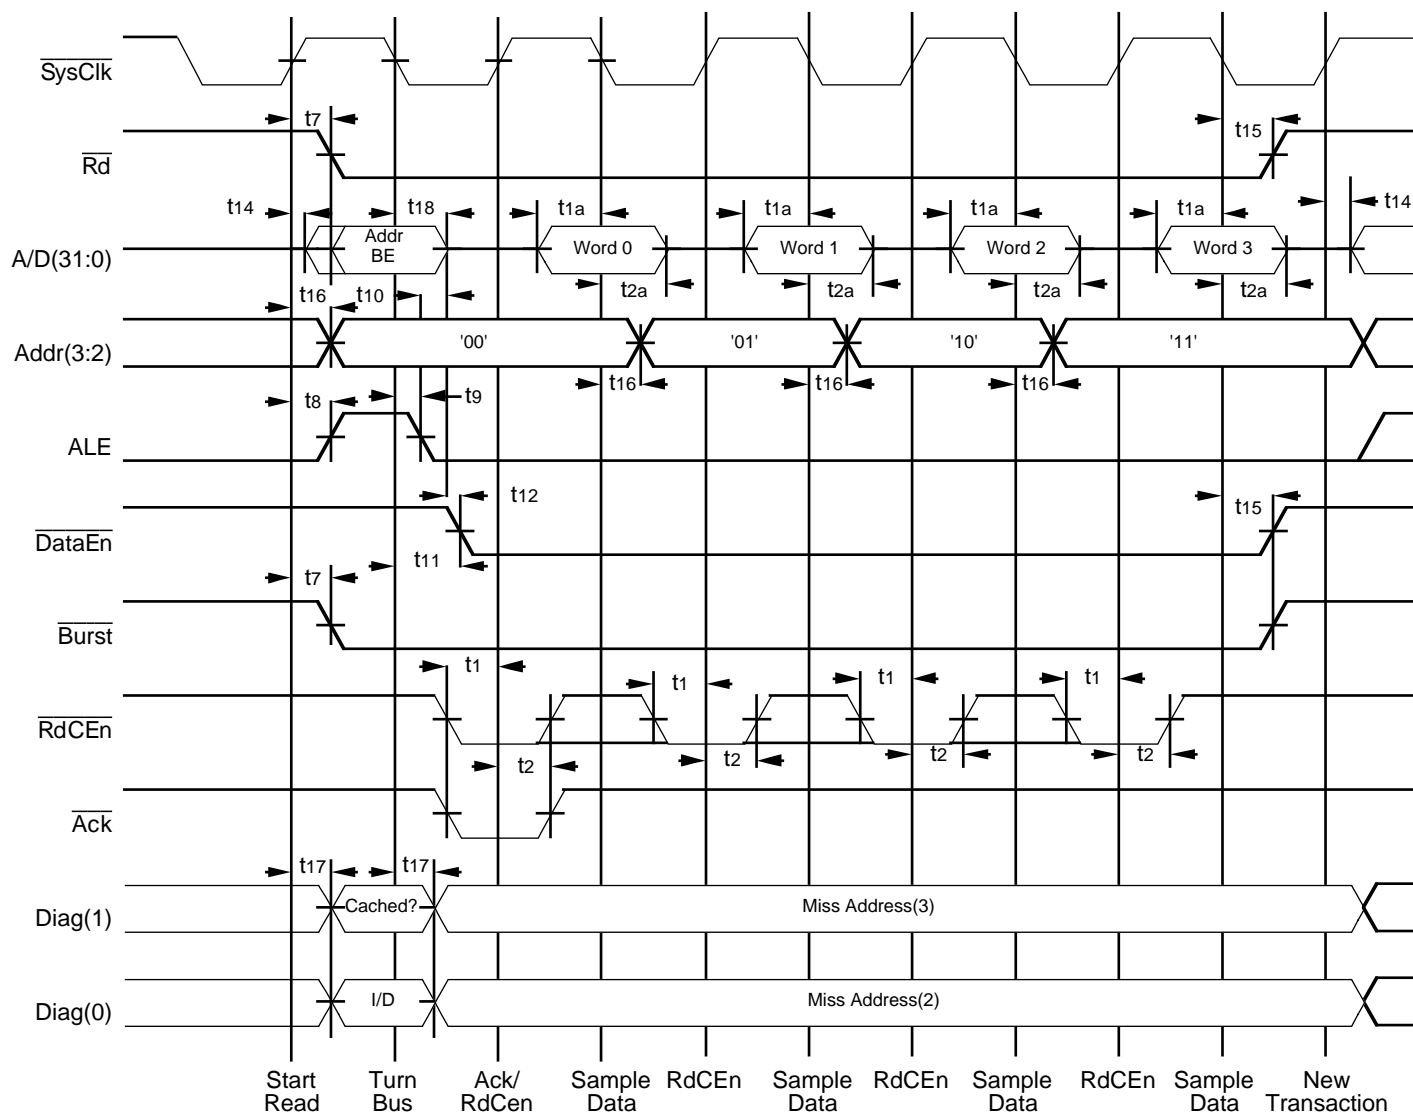 SysClk
t7
t15
Rd
t14
t18
t1a
t1a
t1a
t1a
t14
A/D(31:0)
Addr
BE
Word 0
Word 1
Word 2
Word 3
t16
t10
t2a
t2a
t2a
t2a
Addr(3:2)
'00'
'01'
'10'
'11'
t16
t16
t16
t8
t9
ALE
t12
t15
DataEn
t11
t7
Burst
t1
t1
t1
t1
RdCEn
t2
t2
t2
t2
Ack
t17
t17
Diag(1)
Cached?
Miss Address(3)
Diag(0)
I/D
Miss Address(2)
Start
Read
Turn
Bus
Ack/
RdCen
Sample
Data
RdCEn
Sample
Data
RdCEn
Sample
Data
RdCEn
Sample
Data
New
Transaction